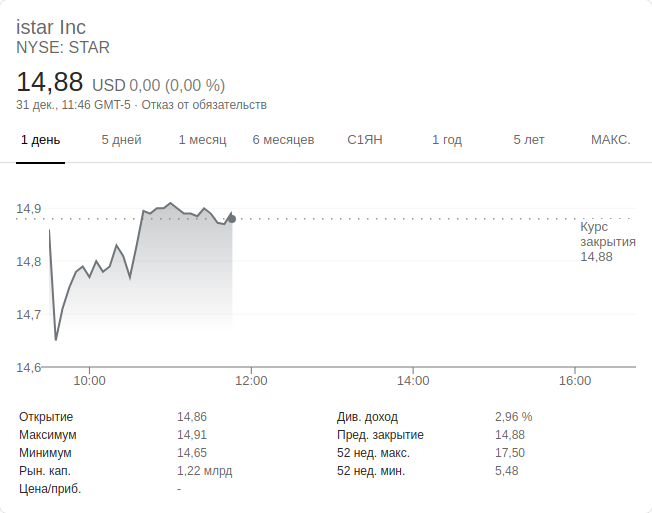 istar Inc
NYSE: STAR
14,88 USD 0,00 (0,00 %)
31 дек., 11:46 GMT-5 · Отказ от обязательств
1 день 5 дней 1 месяц 6 месяцев С1ЯН 1 год 5 лет МАКС.
14,9
Курс
закрытия
14,88
14,8
14,7
14,6
10:00 12:00 14:00 16:00
Открытие 14,86 Див. доход 2,96 %
Максимум 14,91 Пред. закрытие 14,88
Минимум 14,65 52 нед. макс. 17,50
Рын. кап. 1,22 млрд 52 нед. мин. 5,48
Цена/приб. -